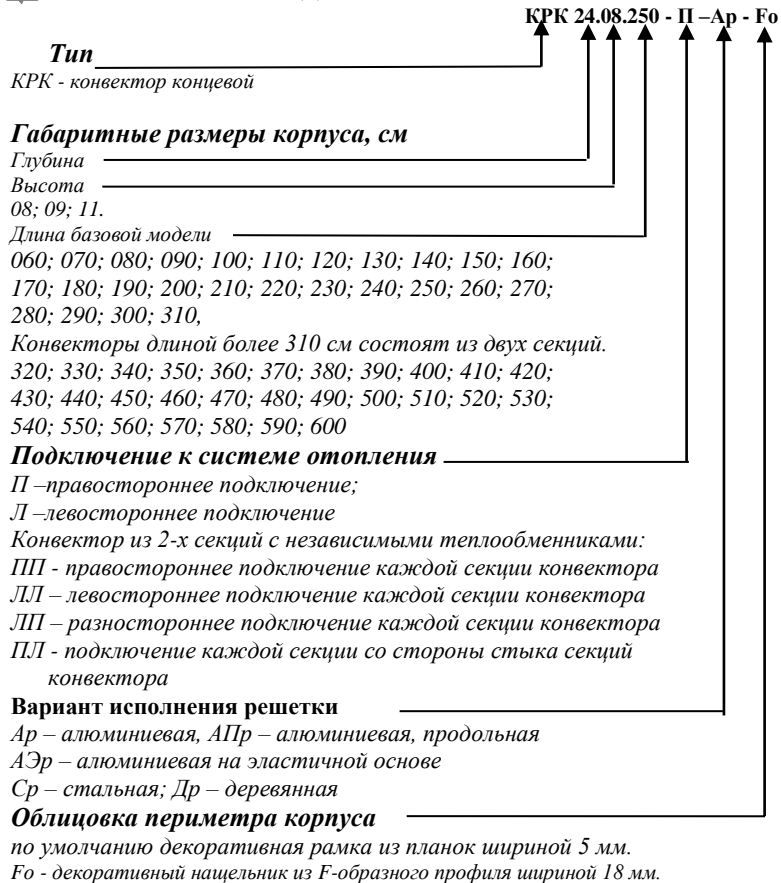 КРК 24.08.250 - П –Ар - Fo
Тип
КРК - конвектор концевой
Габаритные размеры корпуса, см
Глубина
Высота
08; 09; 11.
Длина базовой модели
060; 070; 080; 090; 100; 110; 120; 130; 140; 150; 160;
170; 180; 190; 200; 210; 220; 230; 240; 250; 260; 270;
280; 290; 300; 310,
Конвекторы длиной более 310 см состоят из двух секций.
320; 330; 340; 350; 360; 370; 380; 390; 400; 410; 420;
430; 440; 450; 460; 470; 480; 490; 500; 510; 520; 530;
540; 550; 560; 570; 580; 590; 600
Подключение к системе отопления
П –правостороннее подключение;
Л –левостороннее подключение
Конвектор из 2-х секций с независимыми теплообменниками:
ПП - правостороннее подключение каждой секции конвектора
ЛЛ – левостороннее подключение каждой секции конвектора
ЛП – разностороннее подключение каждой секции конвектора
ПЛ - подключение каждой секции со стороны стыка секций
конвектора
Вариант исполнения решетки
Ар – алюминиевая, АПр – алюминиевая, продольная
АЭр – алюминиевая на эластичной основе
Ср – стальная; Др – деревянная
Облицовка периметра корпуса
по умолчанию декоративная рамка из планок шириной 5 мм.
Fo - декоративный нащельник из F-образного профиля шириной 18 мм.